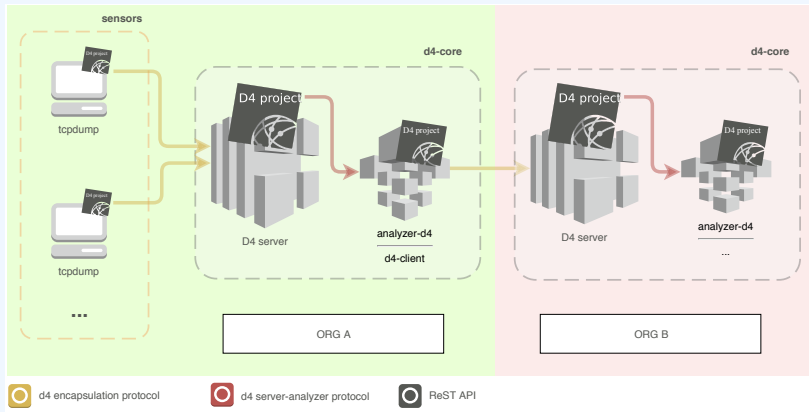 sensors
d4-core
d4-core
D4 project
tcpdump
D4 project
D4 project
D4 project
D4 project
D4 project
tcpdump
...
D4 server
analyzer-d4
d4-client
D4 server
analyzer-d4
...
ORG A
ORG B
d4 encapsulation protocol
d4 server-analyzer protocol
ReST API